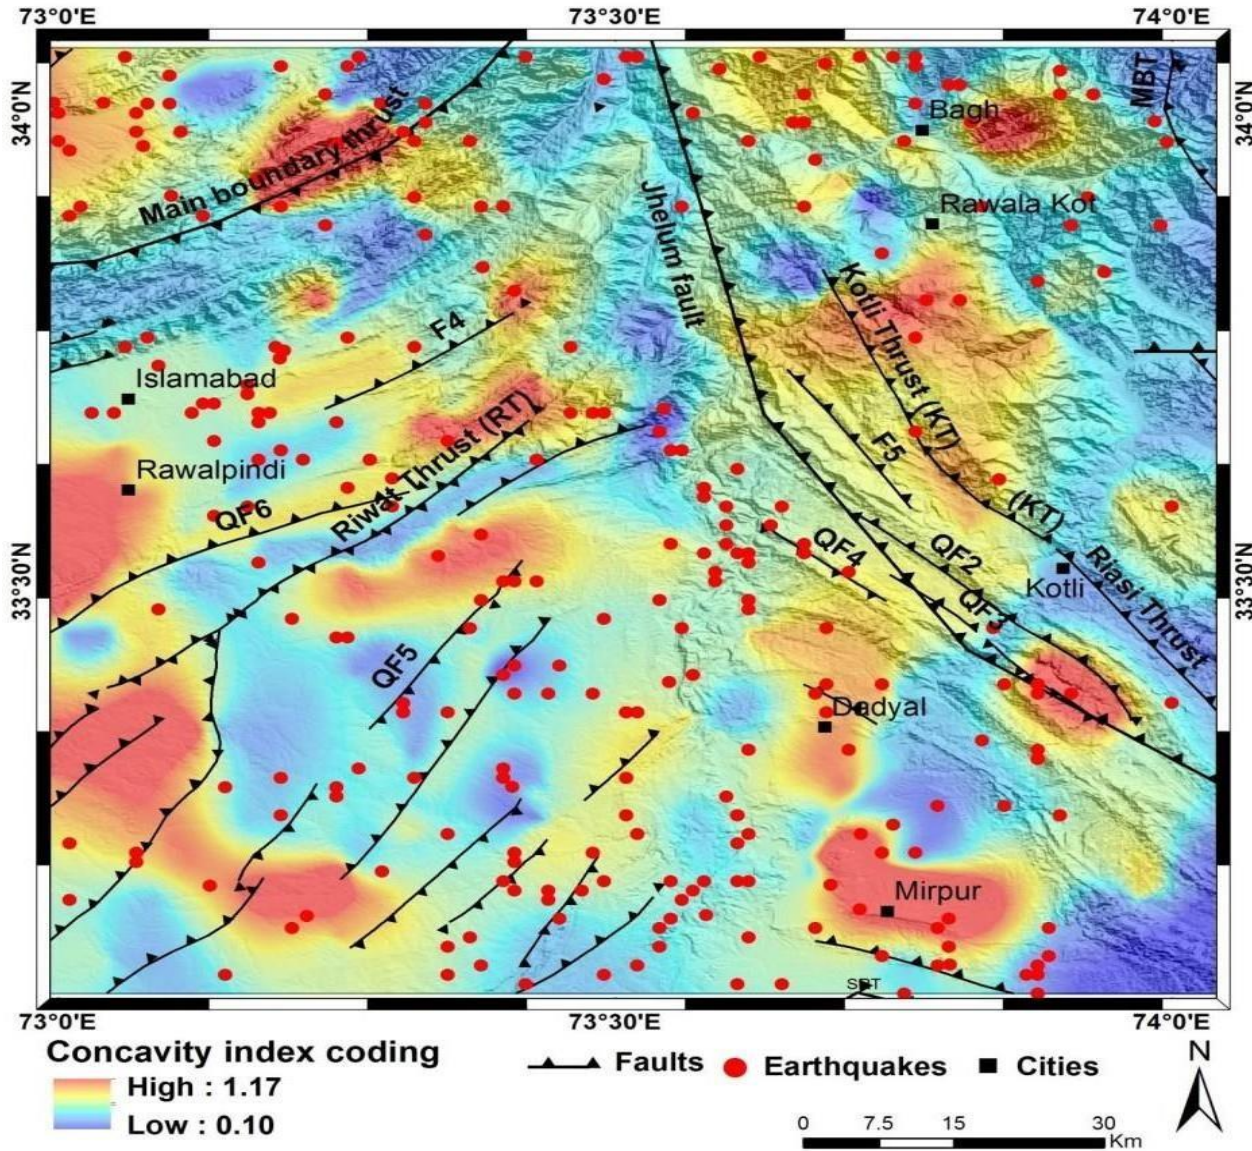 73°0'E 73°30'E 74°0'E
34°0'N
34°0'N
MBT
Bagh
Main boundary thrust
Jhelum fault
Rawala Kot
Kotli Thrust (KT)
F4
Islamabad
F5
Riwat Thrust (RT)
Rawalpindi
QF6
(KT)
QF4
QF2
33°30'N
33°30'N
Kotli
Riasi Thrust
QF3
QF5
Dadyal
Mirpur
SRT
73°0'E 73°30'E 74°0'E
Concavity index coding
High : 1.17
Low : 0.10
Faults Earthquakes Cities
N
0 7.5 15 30
Km